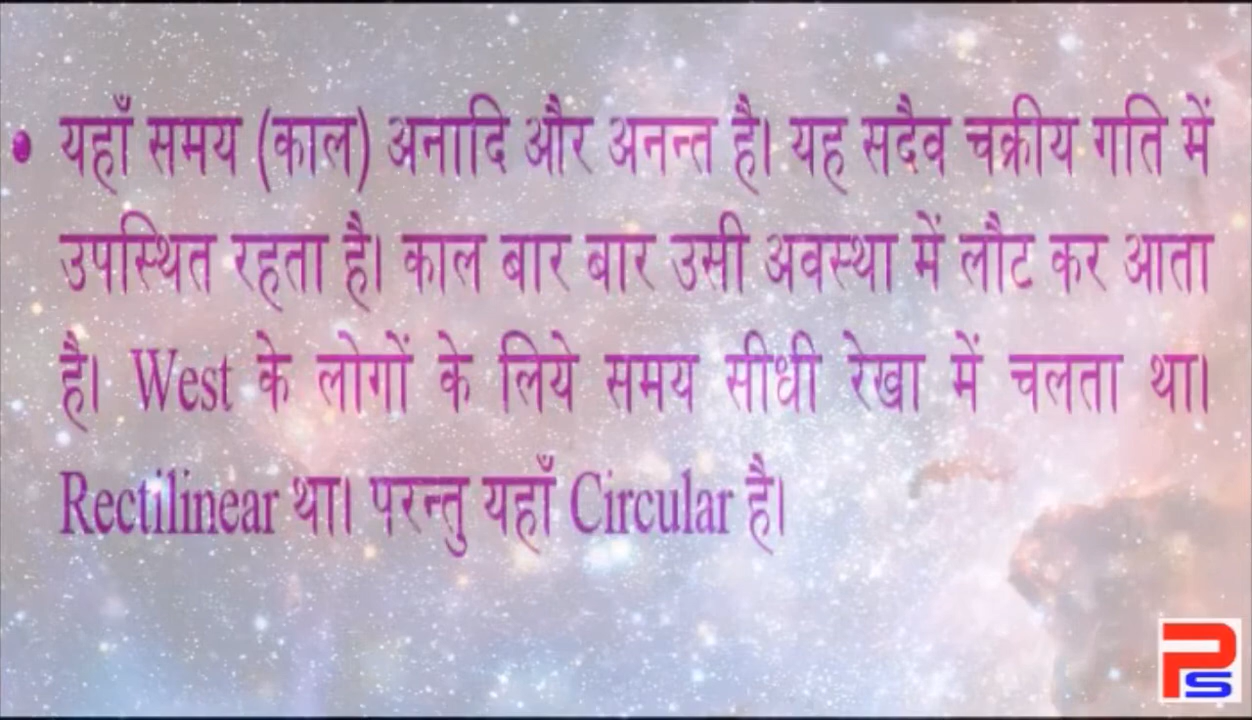 • यहाँ समय (काल) अनादि और अनन्त है। यह सदैव चक्रीय गति में
उपस्थित रहता है। काल बार बार उसी अवस्था में लौट कर आता
है। West के लोगों के लिये समय सीधी रेखा में चलता था।
Rectilinear था। परन्तु यहाँ Circular है।
PS